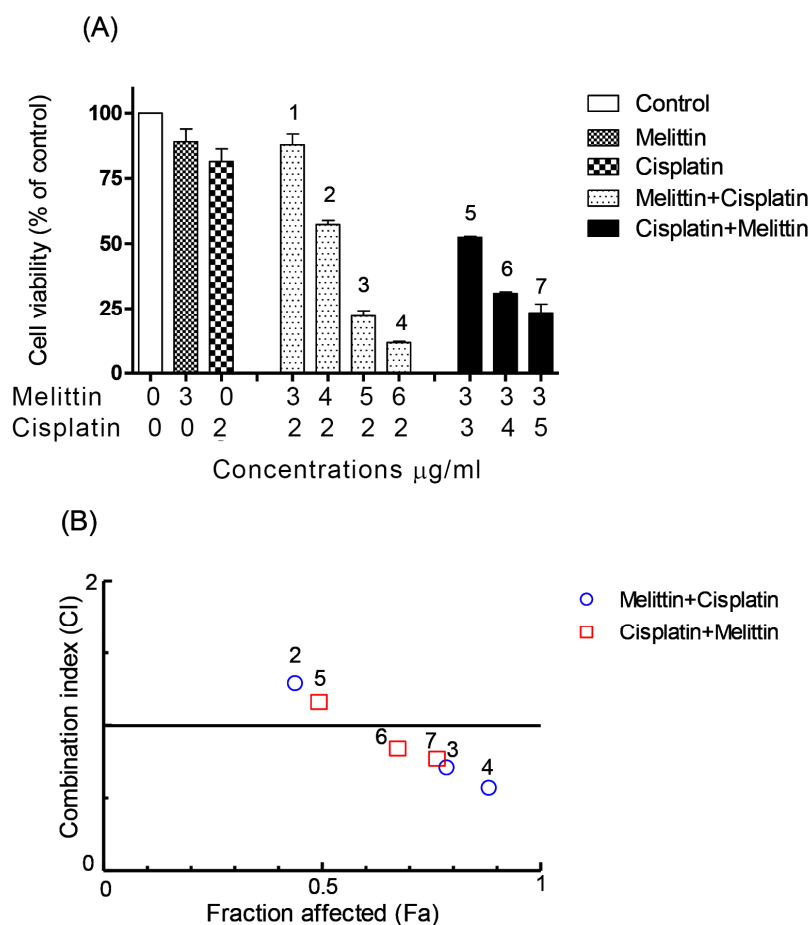 (A)
Cell viability (% of control)
100
75
50
25
0
1
2
3
4
5
6
7
Control
Melittin
Cisplatin
Melittin+Cisplatin
Cisplatin+Melittin
Melittin 0 3 0 3 4 5 6 3 3 3
Cisplatin 0 0 2 2 2 2 2 3 4 5
Concentrations μg/ml
(B)
Combination index (CI)
2
0
2
5
6
7
3
4
Melittin+Cisplatin
Cisplatin+Melittin
0 0.5 1
Fraction affected (Fa)